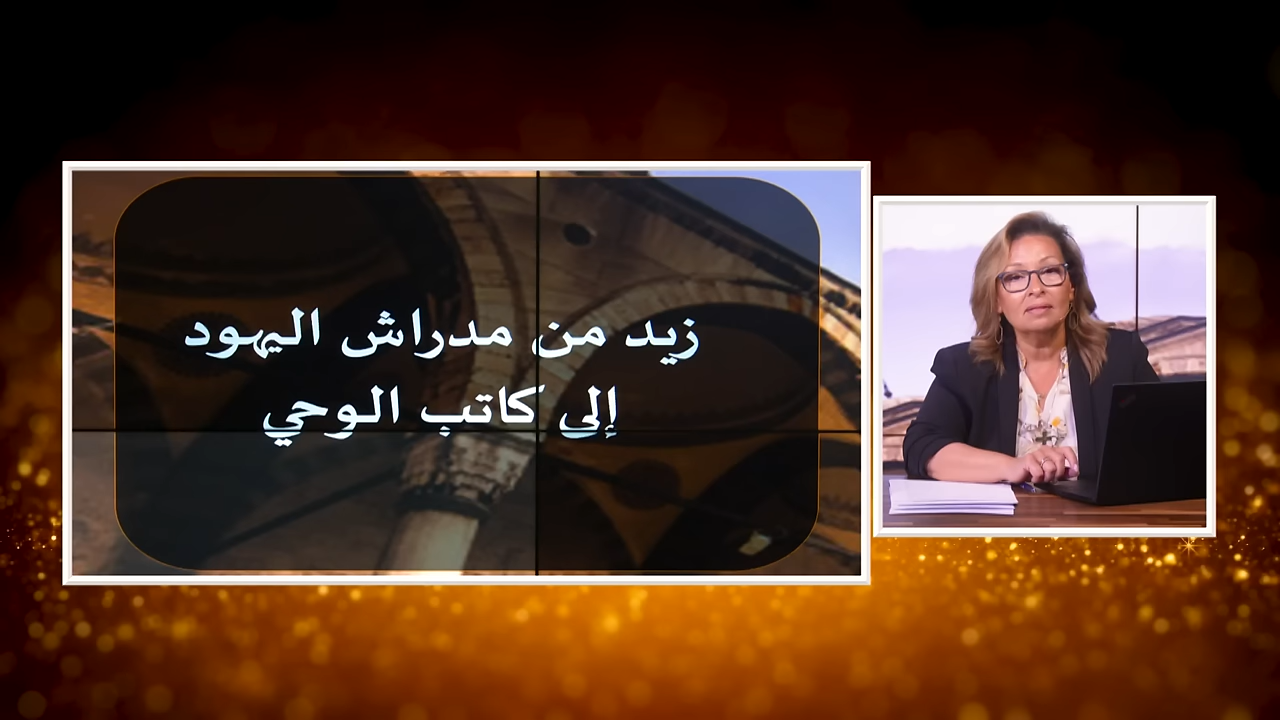 زيد من مدراش اليهود
إلى كاتب الوحي